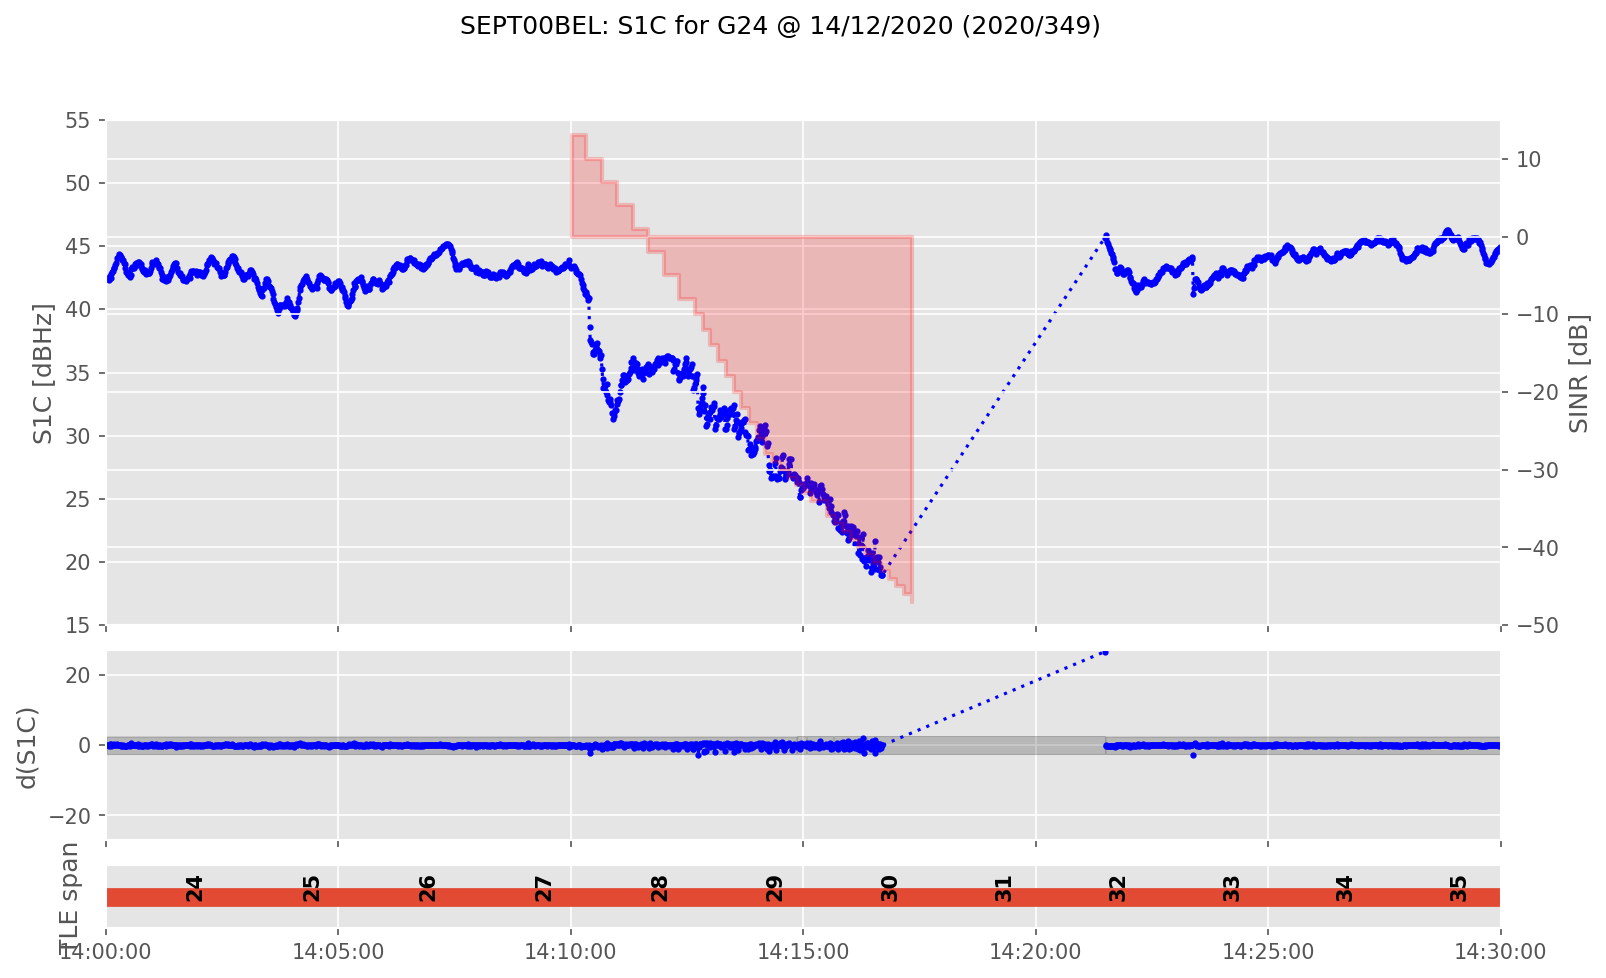 SEPT00BEL: S1C for G24 @ 14/12/2020 (2020/349)
55
50
45
40
35
30
25
20
15
S1C [dBHz]
10
0
−10
−20
−30
−40
−50
SINR [dB]
20
0
−20
d(S1C)
TLE span
24 25 26 27 28 29 30 31 32 33 34 35
14:00:00 14:05:00 14:10:00 14:15:00 14:20:00 14:25:00 14:30:00